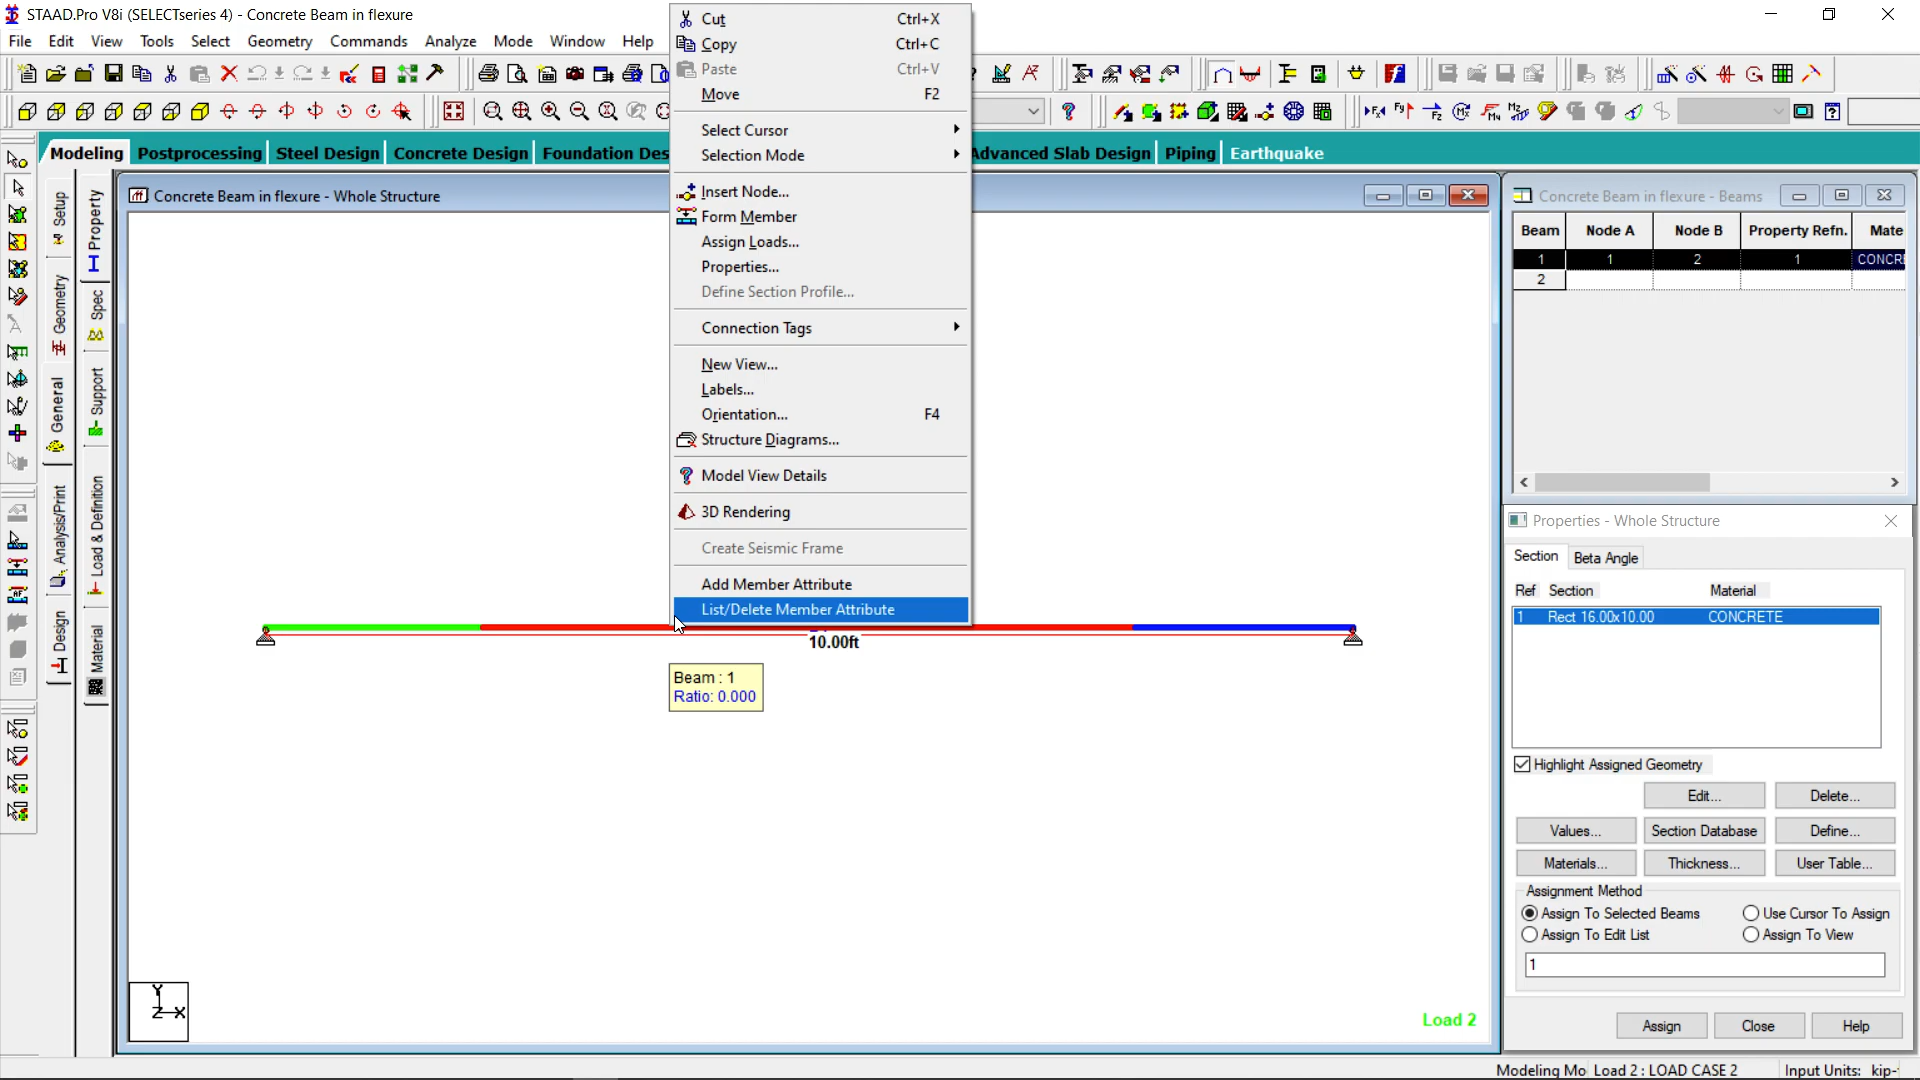 STAAD.Pro V8i (SELECTseries 4) - Concrete Beam in flexure
File Edit View Tools Select Geometry Commands Analyze Mode Window Help
Modeling Postprocessing Steel Design Concrete Design Foundation Des Advanced Slab Design Piping Earthquake
Setup
Geometry
General
Analysis/Print
Design
Property
Spec
Support
Load & Definition
Material
Concrete Beam in flexure - Whole Structure
Cut Ctrl+X
Copy Ctrl+C
Paste Ctrl+V
Move F2
Select Cursor
Selection Mode
Insert Node...
Form Member
Assign Loads...
Properties...
Define Section Profile...
Connection Tags
New View...
Labels...
Orientation... F4
Structure Diagrams...
Model View Details
3D Rendering
Create Seismic Frame
Add Member Attribute
List/Delete Member Attribute
10.00ft
Beam : 1
Ratio: 0.000
Y
Z X
Load 2
Concrete Beam in flexure - Beams
Beam Node A Node B Property Refn. Mate
1 1 2 1 CONCR
2
Properties - Whole Structure
Section Beta Angle
Ref Section Material
1 Rect 16.00x10.00 CONCRETE
Highlight Assigned Geometry
Edit... Delete...
Values... Section Database Define...
Materials... Thickness... User Table...
Assignment Method
Assign To Selected Beams Use Cursor To Assign
Assign To Edit List Assign To View
1
Assign Close Help
Modeling Mo Load 2 : LOAD CASE 2 Input Units: kip-